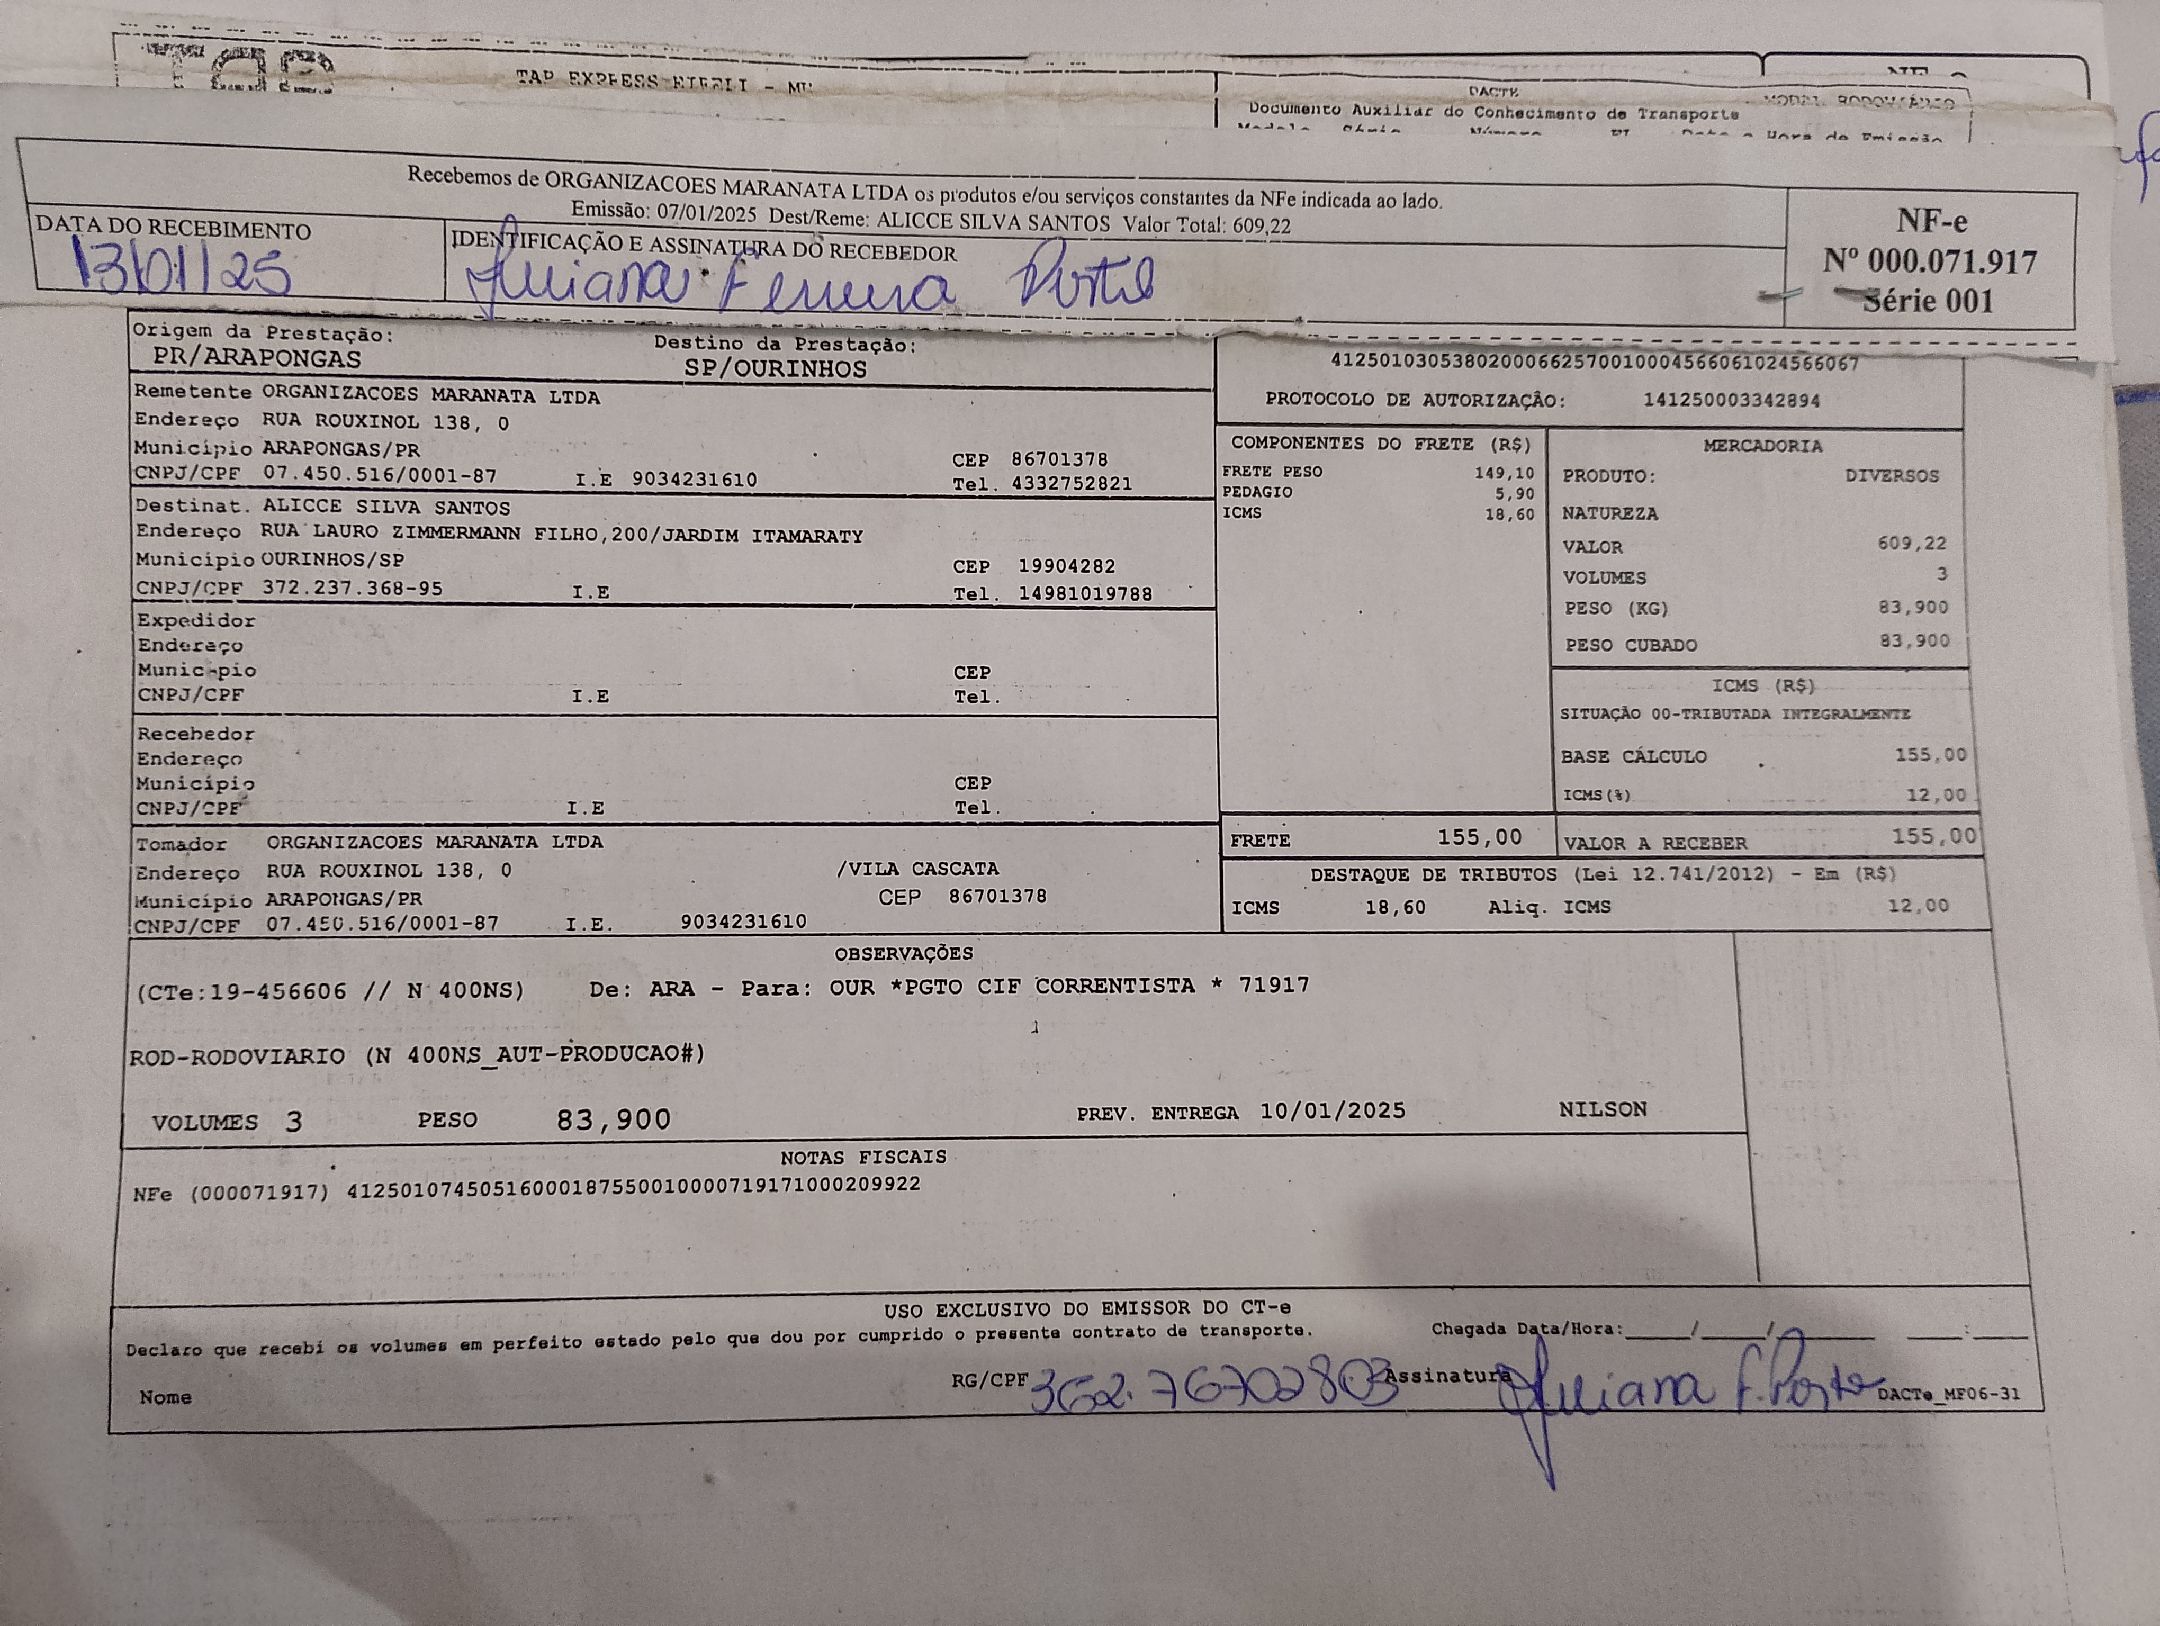 TAP EXPRESS EIRELI -
DACTE
Documento Auxiliar do Conhecimento de Transporte
MODAL RODOVIÁRIO
Recebemos de ORGANIZACOES MARANATA LTDA os produtos e/ou serviços constantes da NFe indicada ao lado.
Emissão: 07/01/2025 Dest/Reme: ALICCE SILVA SANTOS Valor Total: 609,22
DATA DO RECEBIMENTO
13/01/25
IDENTIFICAÇÃO E ASSINATURA DO RECEBEDOR
Juliana Ferreira Porto
NF-e
Nº 000.071.917
Série 001
Origem da Prestação:
PR/ARAPONGAS
Destino da Prestação:
SP/OURINHOS
41250103053802000662570010004566061024566067
PROTOCOLO DE AUTORIZAÇÃO: 141250003342894
Remetente ORGANIZACOES MARANATA LTDA
Endereço RUA ROUXINOL 138, 0
Município ARAPONGAS/PR CEP 86701378
CNPJ/CPF 07.450.516/0001-87 I.E 9034231610 Tel. 4332752821
Destinat. ALICCE SILVA SANTOS
Endereço RUA LAURO ZIMMERMANN FILHO,200/JARDIM ITAMARATY
Município OURINHOS/SP CEP 19904282
CNPJ/CPF 372.237.368-95 I.E Tel. 14981019788
Expedidor
Endereço
Município CEP
CNPJ/CPF I.E Tel.
Recebedor
Endereço
Município CEP
CNPJ/CPF I.E Tel.
Tomador ORGANIZACOES MARANATA LTDA
Endereço RUA ROUXINOL 138, 0 /VILA CASCATA
Município ARAPONGAS/PR CEP 86701378
CNPJ/CPF 07.450.516/0001-87 I.E. 9034231610
COMPONENTES DO FRETE (R$)
FRETE PESO 149,10
PEDAGIO 5,90
ICMS 18,60
MERCADORIA
PRODUTO: DIVERSOS
NATUREZA
VALOR 609,22
VOLUMES 3
PESO (KG) 83,900
PESO CUBADO 83,900
ICMS (R$)
SITUAÇÃO 00-TRIBUTADA INTEGRALMENTE
BASE CÁLCULO 155,00
ICMS(%) 12,00
FRETE 155,00 VALOR A RECEBER 155,00
DESTAQUE DE TRIBUTOS (Lei 12.741/2012) - Em (R$)
ICMS 18,60 Aliq. ICMS 12,00
OBSERVAÇÕES
(CTe:19-456606 // N 400NS) De: ARA - Para: OUR *PGTO CIF CORRENTISTA * 71917
ROD-RODOVIARIO (N 400NS_AUT-PRODUCAO#)
VOLUMES 3 PESO 83,900 PREV. ENTREGA 10/01/2025 NILSON
NOTAS FISCAIS
NFe (000071917) 41250107450516000187550010000719171000209922
USO EXCLUSIVO DO EMISSOR DO CT-e
Declaro que recebi os volumes em perfeito estado pelo que dou por cumprido o presente contrato de transporte. Chegada Data/Hora:____/____/______ ___:___
Nome RG/CPF 362.76702803 Assinatura Juliana F. Porto DACTe_MF06-31